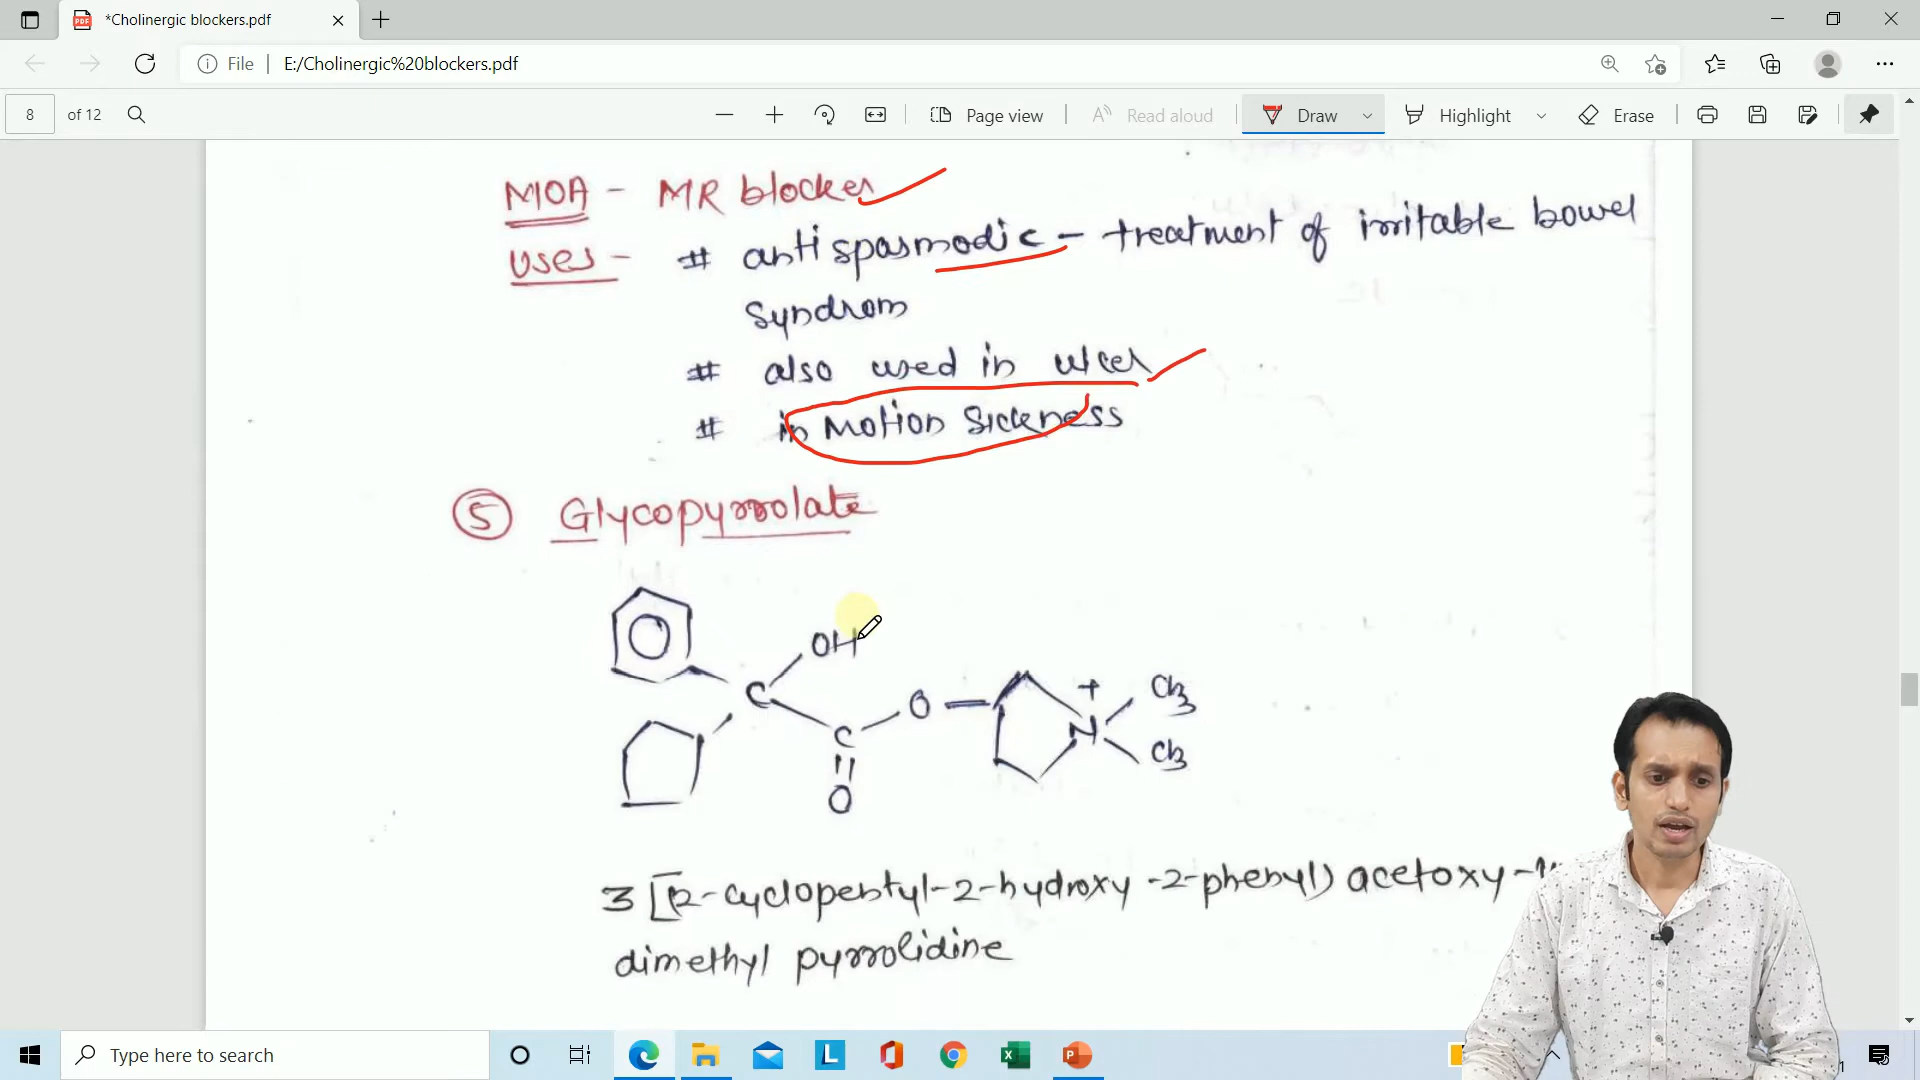 *Cholinergic blockers.pdf
File
E:/Cholinergic%20blockers.pdf
8 of 12
Page view
Read aloud
Draw
Highlight
Erase
MOA - MR blocker
Uses - # antispasmodic - treatment of irritable bowel
Syndrom
# also used in ulcer
# in Motion Sickness
5 Glycopyrrolate
OH
C
O
+
CH3
N
C
CH3
O
3 [(2-cyclopentyl-2-hydroxy-2-phenyl) acetoxy-
dimethyl pyrrolidine
Type here to search